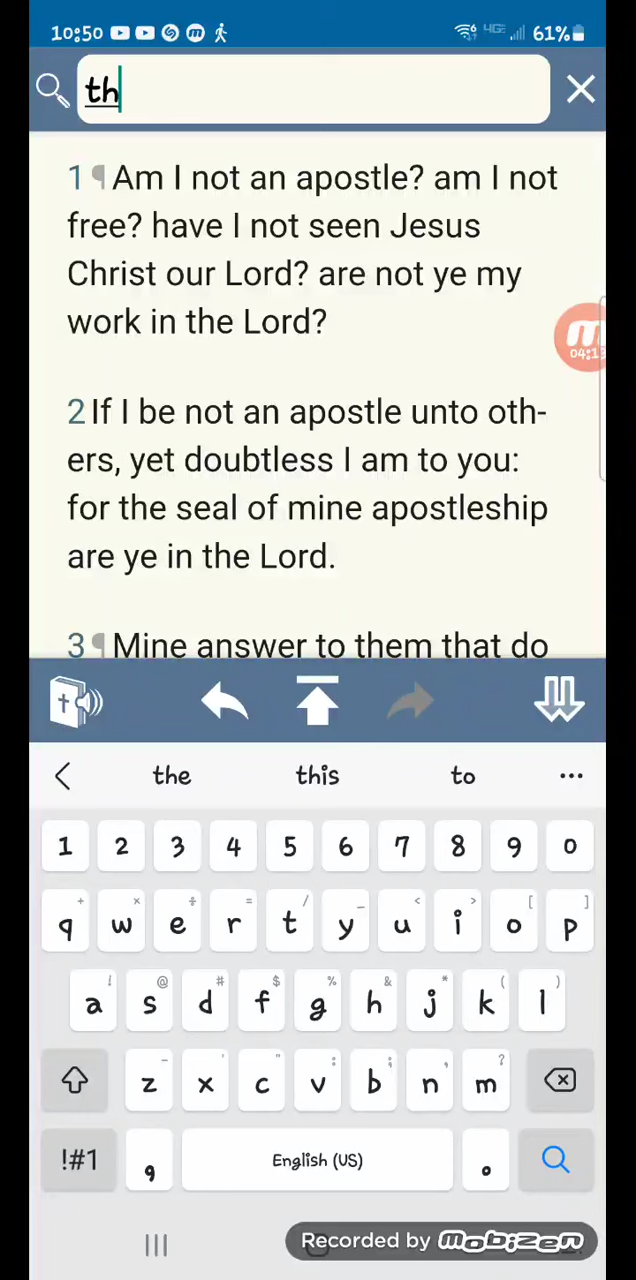 10:50 61%
th
1 ¶ Am I not an apostle? am I not
free? have I not seen Jesus
Christ our Lord? are not ye my
work in the Lord?
04:13
2 If I be not an apostle unto oth-
ers, yet doubtless I am to you:
for the seal of mine apostleship
are ye in the Lord.
3 ¶ Mine answer to them that do
the this to ...
1 2 3 4 5 6 7 8 9 0
q w e r t y u i o p
a s d f g h j k l
z x c v b n m
!#1 , English (US) .
Recorded by mobizen